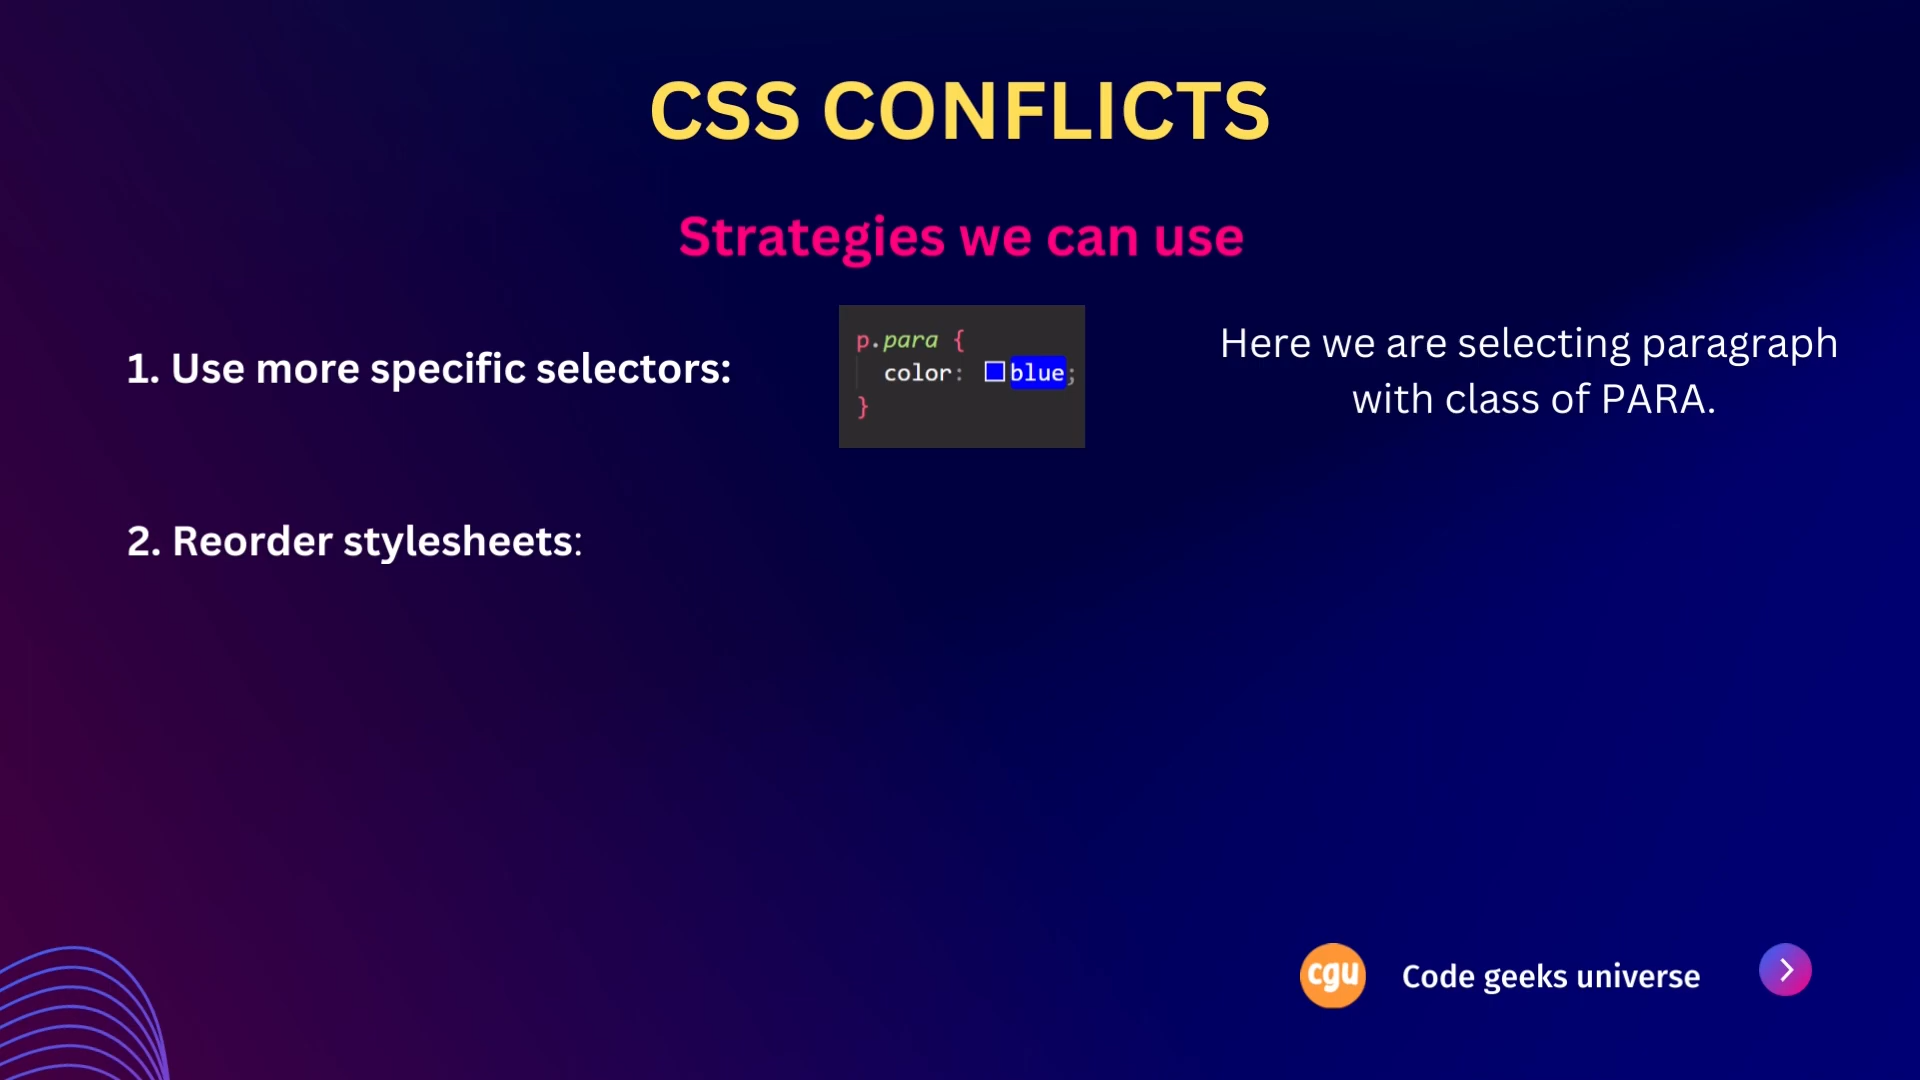 CSS CONFLICTS
Strategies we can use
1. Use more specific selectors:
p.para {
color: blue;
}
Here we are selecting paragraph
with class of PARA.
2. Reorder stylesheets:
cgu
Code geeks universe